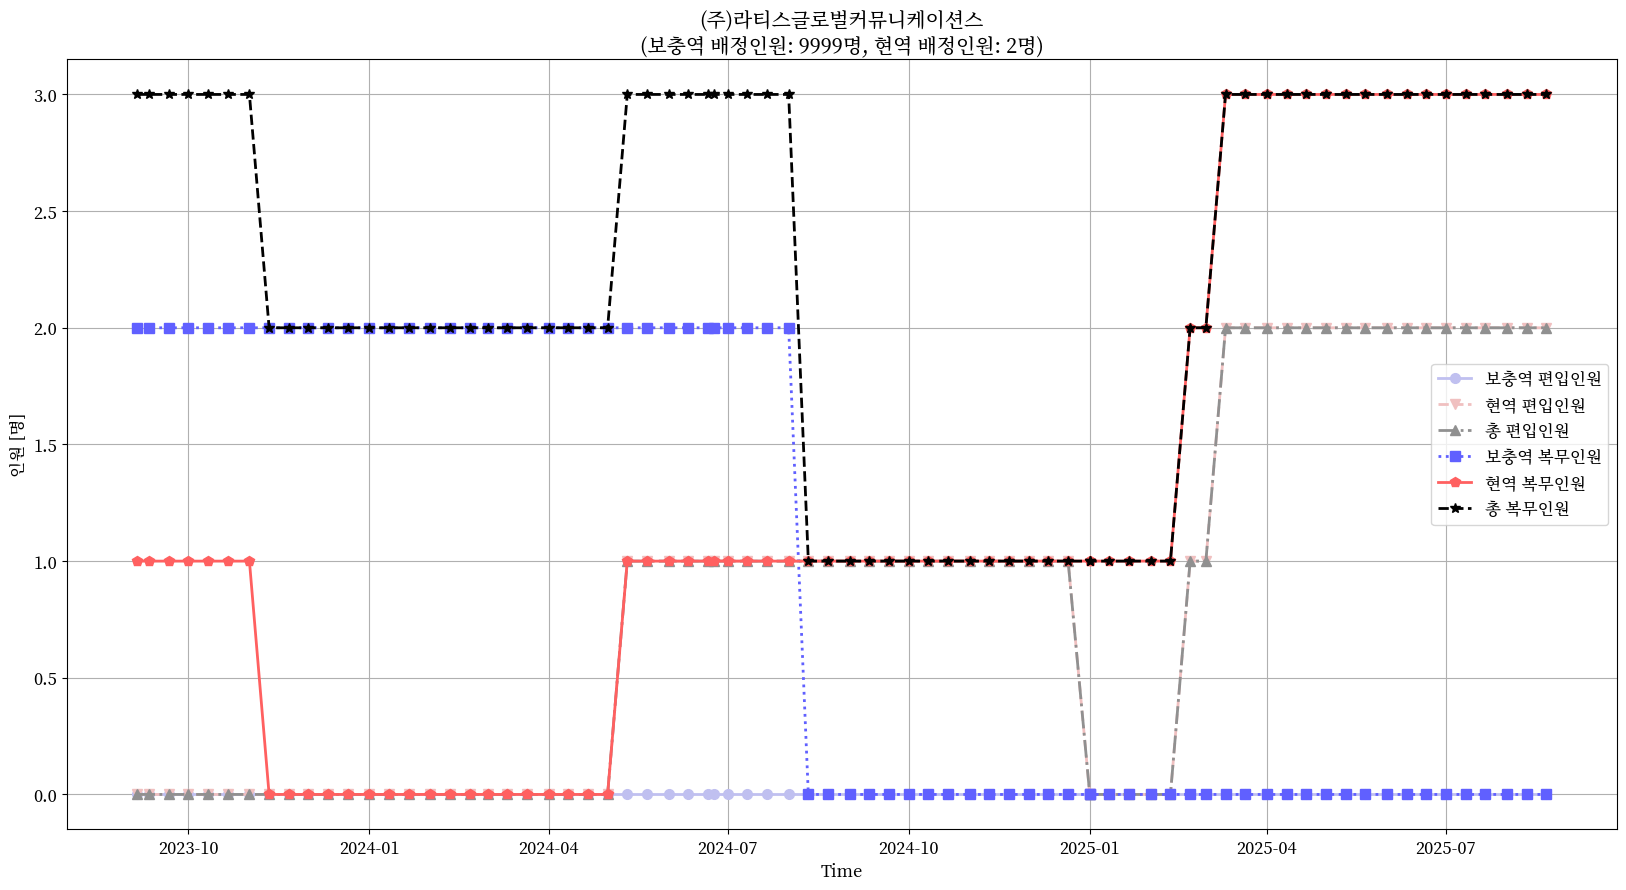 (주)라티스글로벌커뮤니케이션스
(보충역 배정인원: 9999명, 현역 배정인원: 2명)
인원 [명]
3.0
2.5
2.0
1.5
1.0
0.5
0.0
보충역 편입인원
현역 편입인원
총 편입인원
보충역 복무인원
현역 복무인원
총 복무인원
2023-10 2024-01 2024-04 2024-07 2024-10 2025-01 2025-04 2025-07
Time